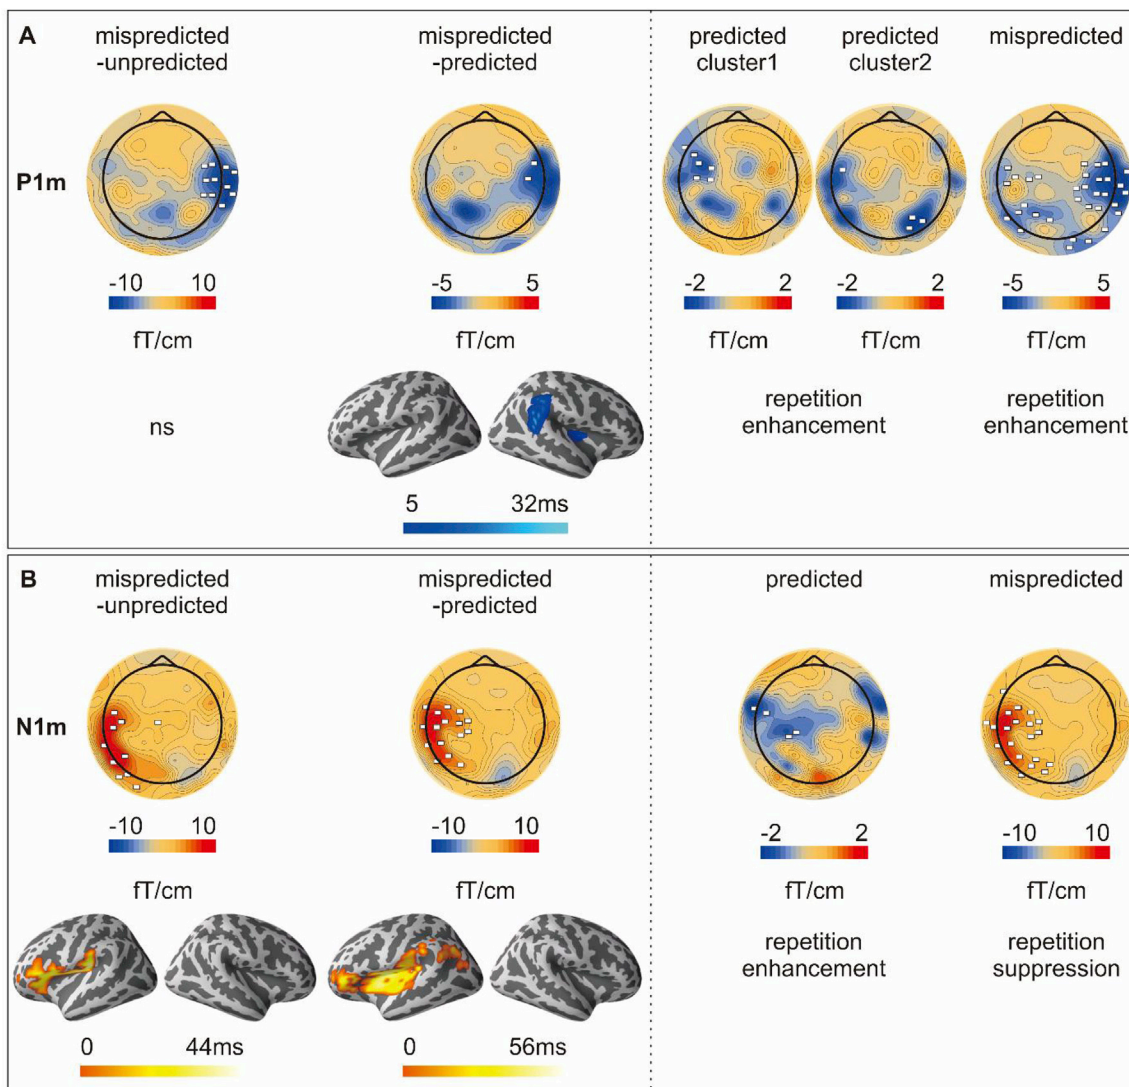 A
mispredicted
-unpredicted
mispredicted
-predicted
predicted
cluster1
predicted
cluster2
mispredicted
P1m
-10 10
-5 5
-2 2
-2 2
-5 5
fT/cm
fT/cm
fT/cm
fT/cm
fT/cm
ns
repetition
enhancement
repetition
enhancement
5 32ms
B
mispredicted
-unpredicted
mispredicted
-predicted
predicted
mispredicted
N1m
-10 10
-10 10
-2 2
-10 10
fT/cm
fT/cm
fT/cm
fT/cm
repetition
enhancement
repetition
suppression
0 44ms
0 56ms